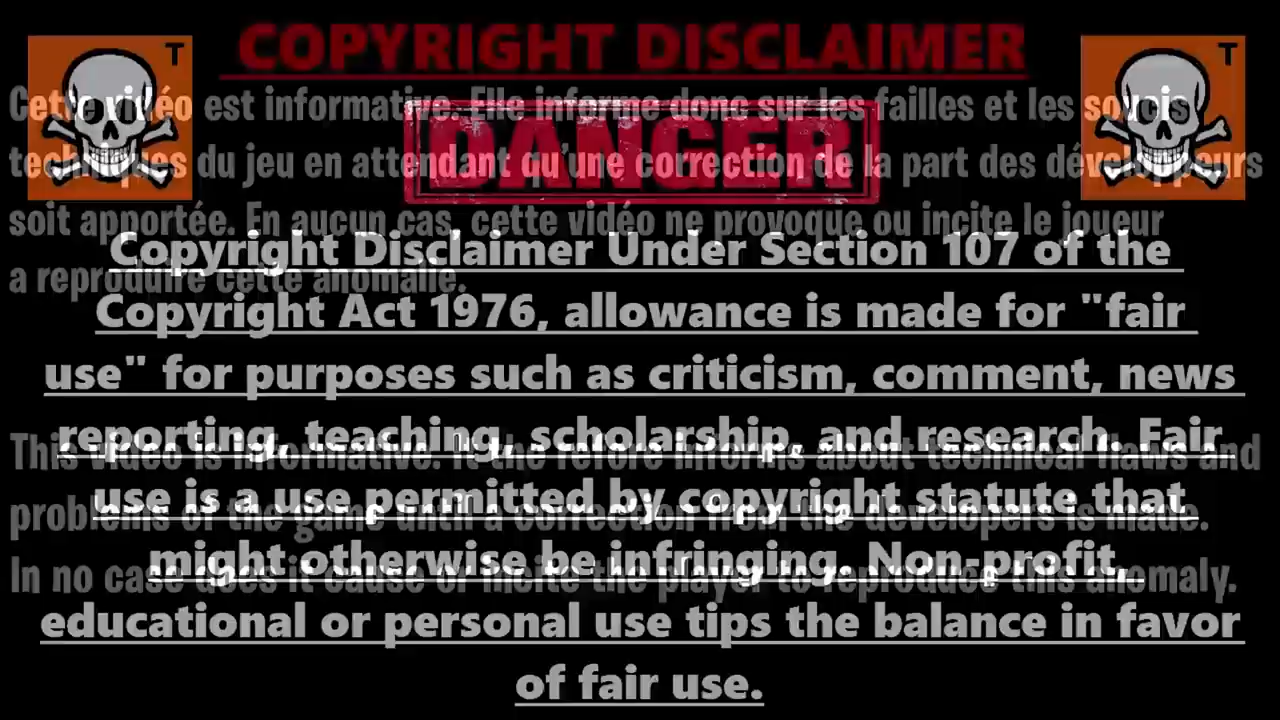 COPYRIGHT DISCLAIMER
T
T
Cette vidéo est informative. Elle informe donc sur les failles et les soucis
DANGER
techniques du jeu en attendant qu'une correction de la part des développeurs
soit apportée. En aucun cas, cette vidéo ne provoque ou incite le joueur
a reproduire cette anomalie.
Copyright Disclaimer Under Section 107 of the
Copyright Act 1976, allowance is made for "fair
use" for purposes such as criticism, comment, news
reporting, teaching, scholarship, and research. Fair
use is a use permitted by copyright statute that
might otherwise be infringing. Non-profit,
educational or personal use tips the balance in favor
of fair use.
This video is informative. It the refore informs about technical flaws and
problems of the game until a correction from the developers is made.
In no case does it cause or incite the player to reproduce this anomaly.